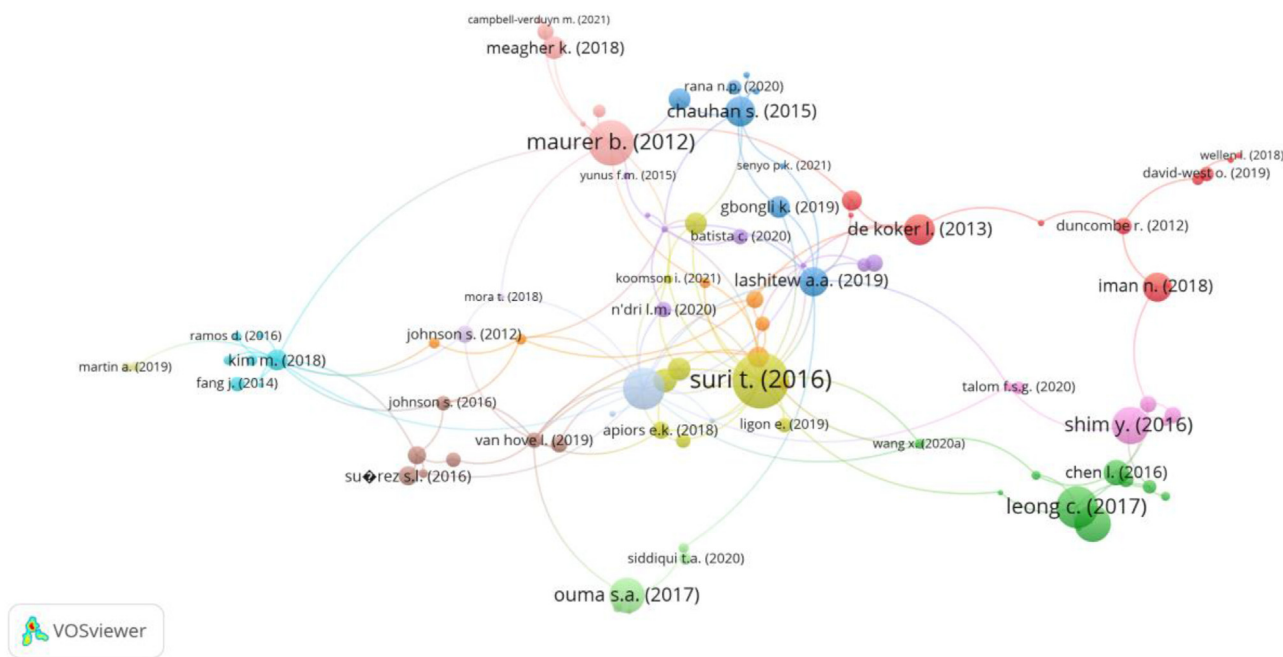 campbell-verduyn m. (2021)
meagher k. (2018)
rana n.p. (2020)
chauhan s. (2015)
maurer b. (2012)
wellen l. (2018)
senyo p.k. (2021)
david-west o. (2019)
yunus f.m. (2015)
gbongli k. (2019)
de koker l. (2013)
duncombe r. (2012)
batista c. (2020)
koomson i. (2021)
lashitew a.a. (2019)
iman n. (2018)
mora t. (2018)
n'dri l.m. (2020)
ramos d. (2016)
johnson s. (2012)
martin a. (2019)
kim m. (2018)
fang j. (2014)
suri t. (2016)
talom f.s.g. (2020)
johnson s. (2016)
apiors e.k. (2018)
ligon e. (2019)
shim y. (2016)
van hove l. (2019)
wang x. (2020a)
su�rez s.l. (2016)
chen l. (2016)
leong c. (2017)
siddiqui t.a. (2020)
ouma s.a. (2017)
VOSviewer